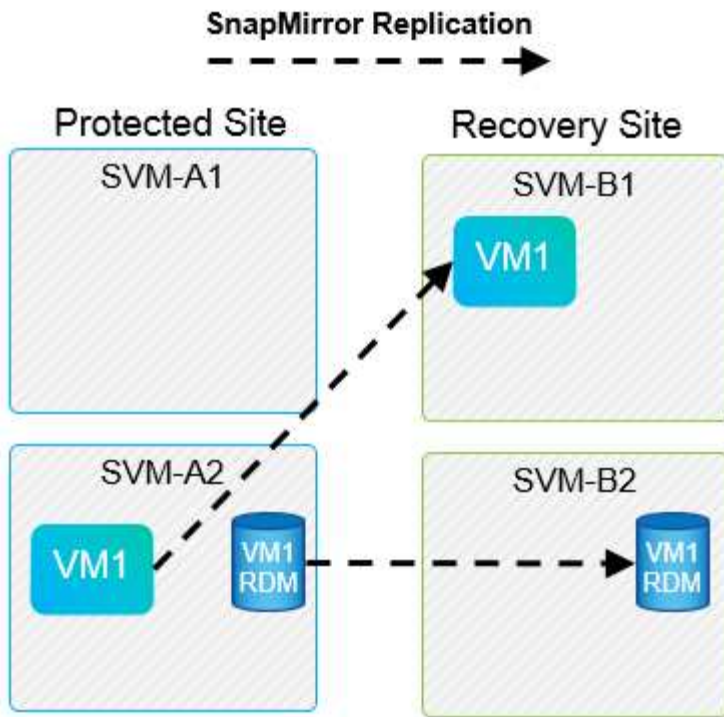 SnapMirror Replication
Protected Site
Recovery Site
SVM-A1
SVM-B1
VM1
SVM-A2
SVM-B2
VM1
VM1
RDM
VM1
RDM